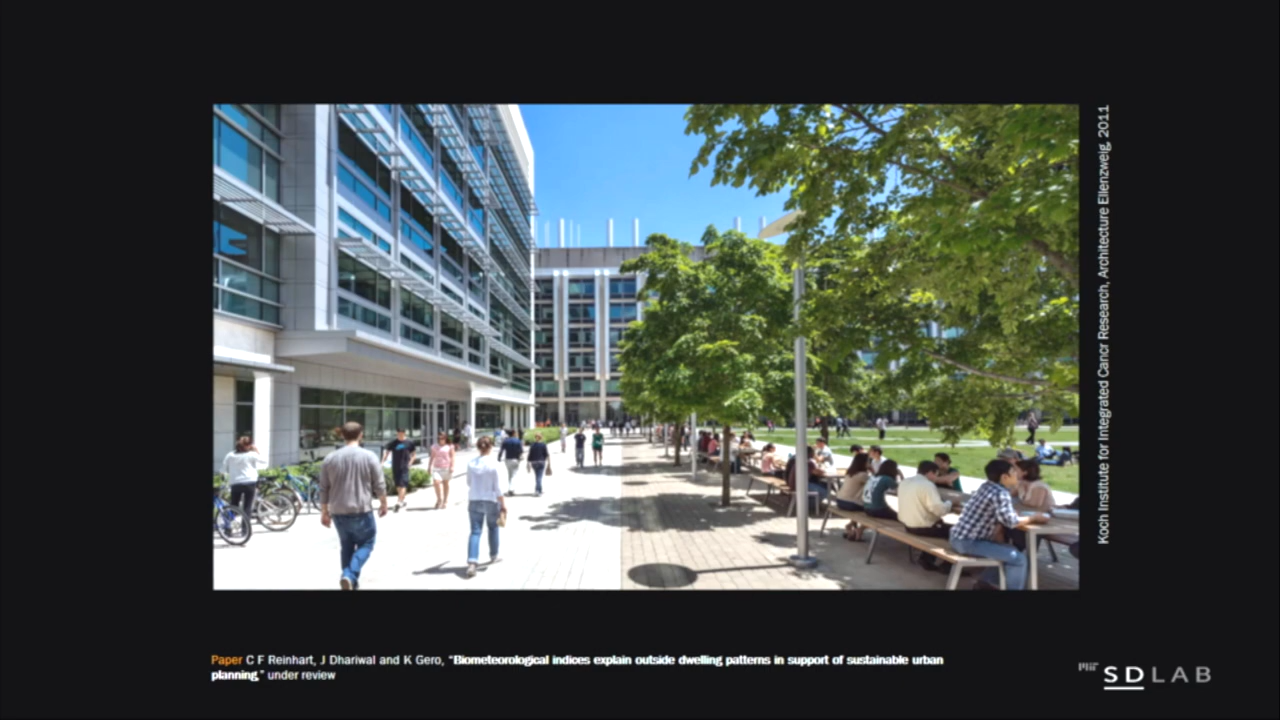 Koch Institute for Integrated Cancr Research, Architecture Ellenzweig, 2011
Paper C F Reinhart, J Dhariwal and K Gero, “Biometeorological indices explain outside dwelling patterns in support of sustainable urban
planning,” under review
MIT SDLAB